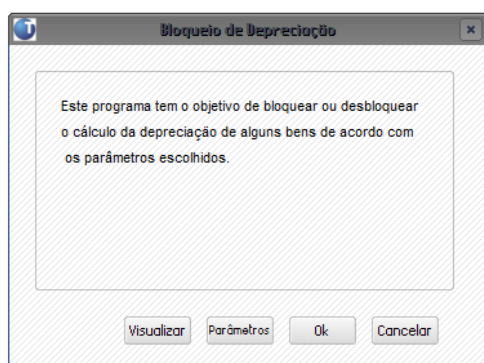 Bloqueio de Depreciação
Este programa tem o objetivo de bloquear ou desbloquear
o cálculo da depreciação de alguns bens de acordo com
os parâmetros escolhidos.
Visualizar Parâmetros Ok Cancelar